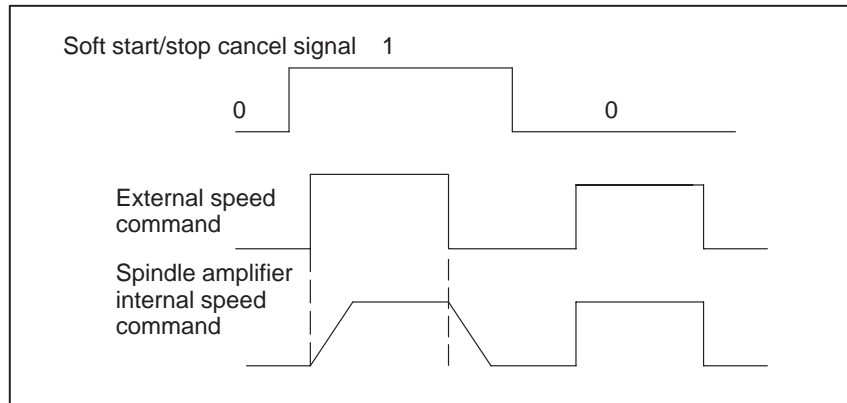 Soft start/stop cancel signal 1
0
0
External speed
command
Spindle amplifier
internal speed
command